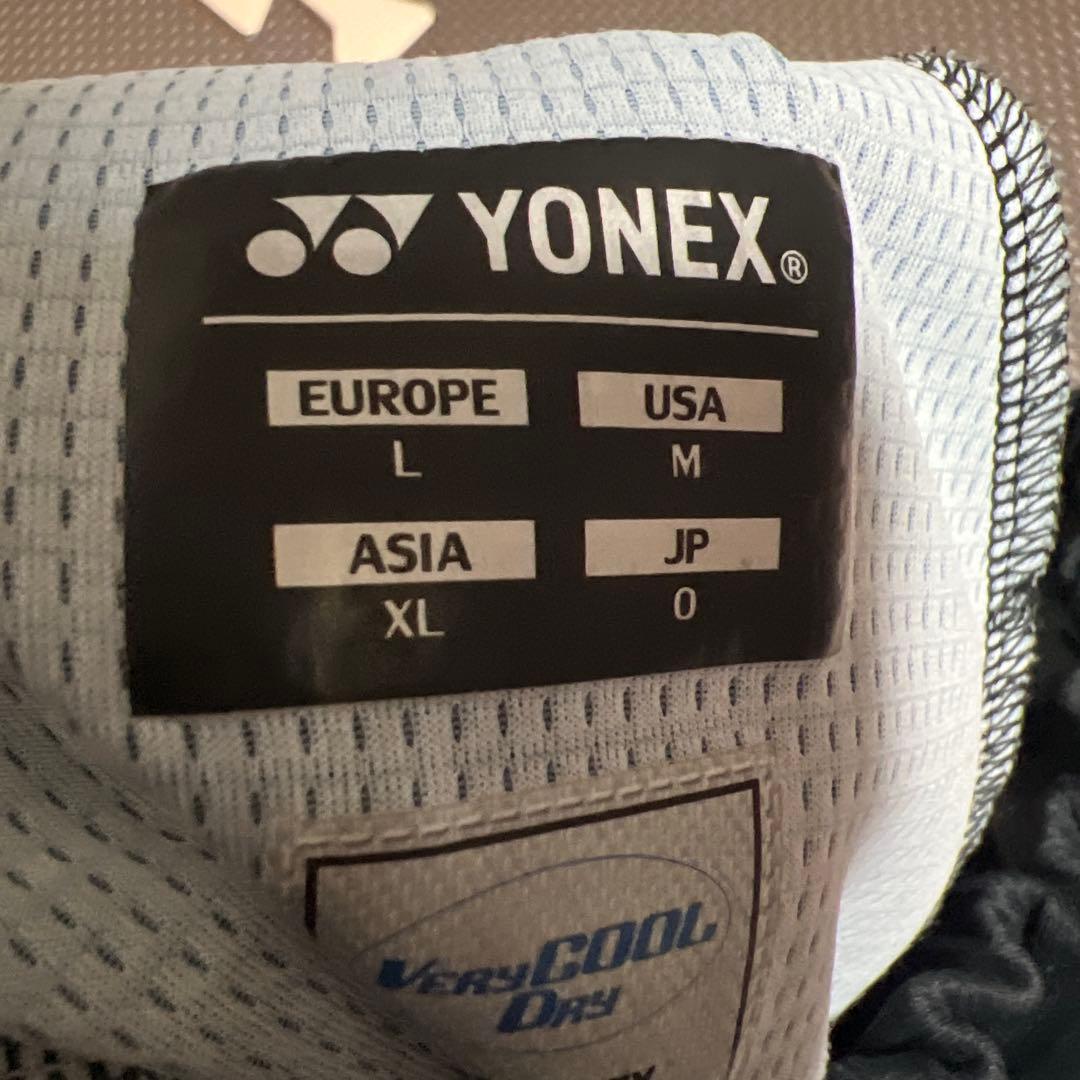 YONEX®
EUROPE USA
L M
ASIA JP
XL O
VERYCOOL
DRY